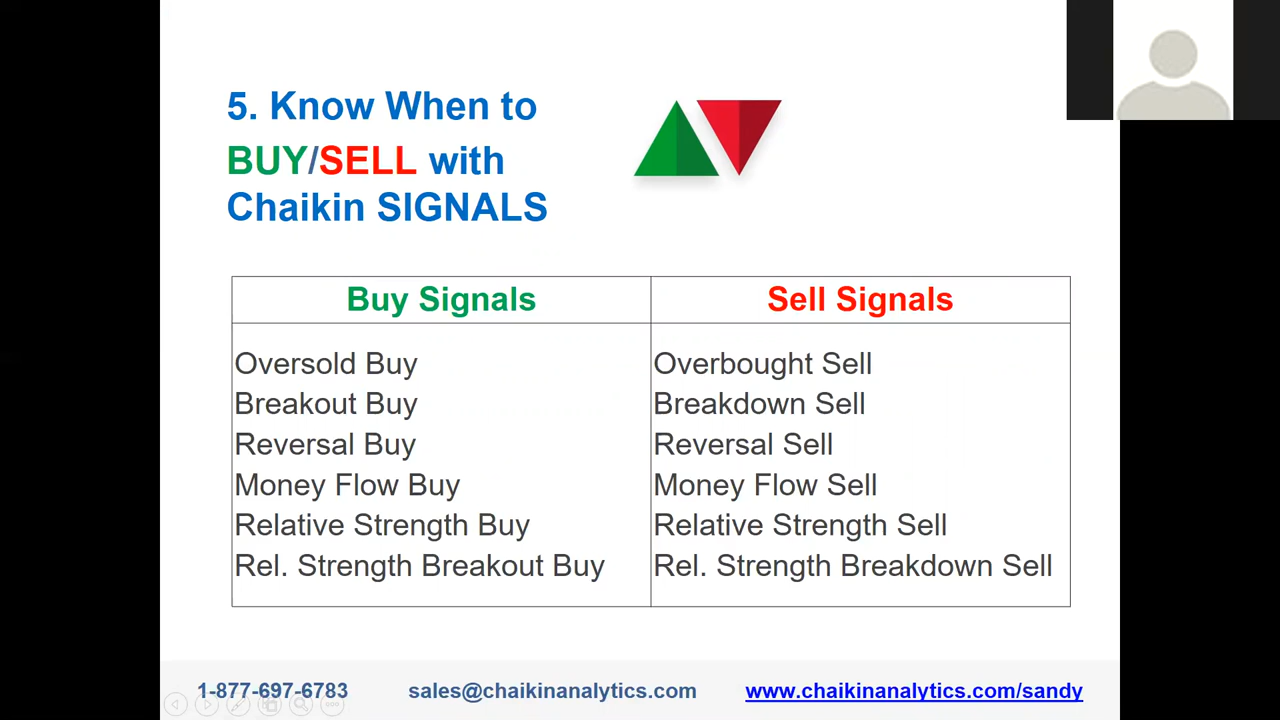 5. Know When to
BUY/SELL with
Chaikin SIGNALS
Buy Signals
Sell Signals
Oversold Buy
Breakout Buy
Reversal Buy
Money Flow Buy
Relative Strength Buy
Rel. Strength Breakout Buy
Overbought Sell
Breakdown Sell
Reversal Sell
Money Flow Sell
Relative Strength Sell
Rel. Strength Breakdown Sell
1-877-697-6783
sales@chaikinanalytics.com
www.chaikinanalytics.com/sandy